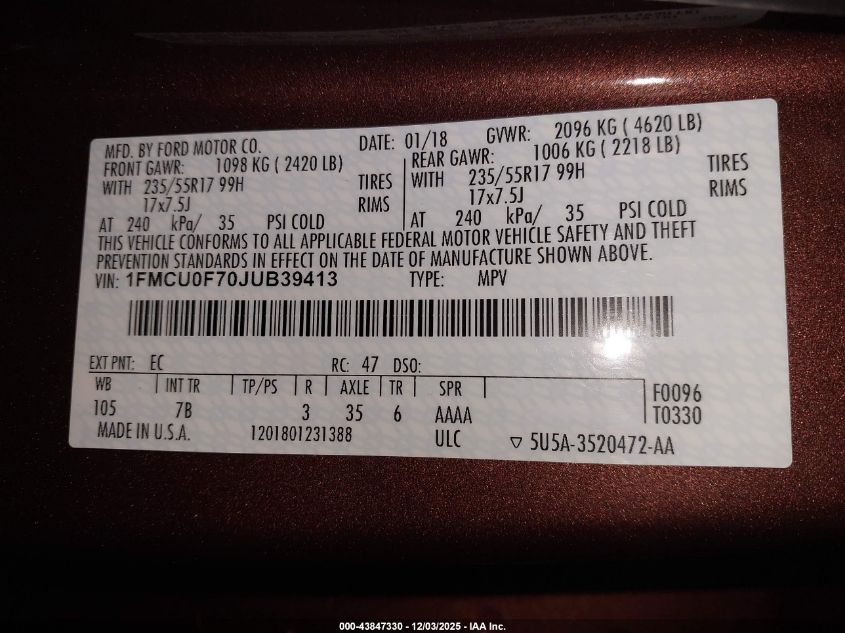 MFD. BY FORD MOTOR CO. DATE: 01/18 GVWR: 2096 KG ( 4620 LB)
FRONT GAWR: 1098 KG ( 2420 LB) REAR GAWR: 1006 KG ( 2218 LB)
WITH 235/55R17 99H TIRES WITH 235/55R17 99H TIRES
17x7.5J RIMS 17x7.5J RIMS
AT 240 kPa/ 35 PSI COLD AT 240 kPa/ 35 PSI COLD
THIS VEHICLE CONFORMS TO ALL APPLICABLE FEDERAL MOTOR VEHICLE SAFETY AND THEFT
PREVENTION STANDARDS IN EFFECT ON THE DATE OF MANUFACTURE SHOWN ABOVE.
VIN: 1FMCU0F70JUB39413 TYPE: MPV
EXT PNT: EC RC: 47 DSO:
WB INT TR TP/PS R AXLE TR SPR F0096
105 7B 3 35 6 AAAA T0330
MADE IN U.S.A. 1201801231388 ULC ▽ 5U5A-3520472-AA
000-43847330 - 12/03/2025 - IAA Inc.